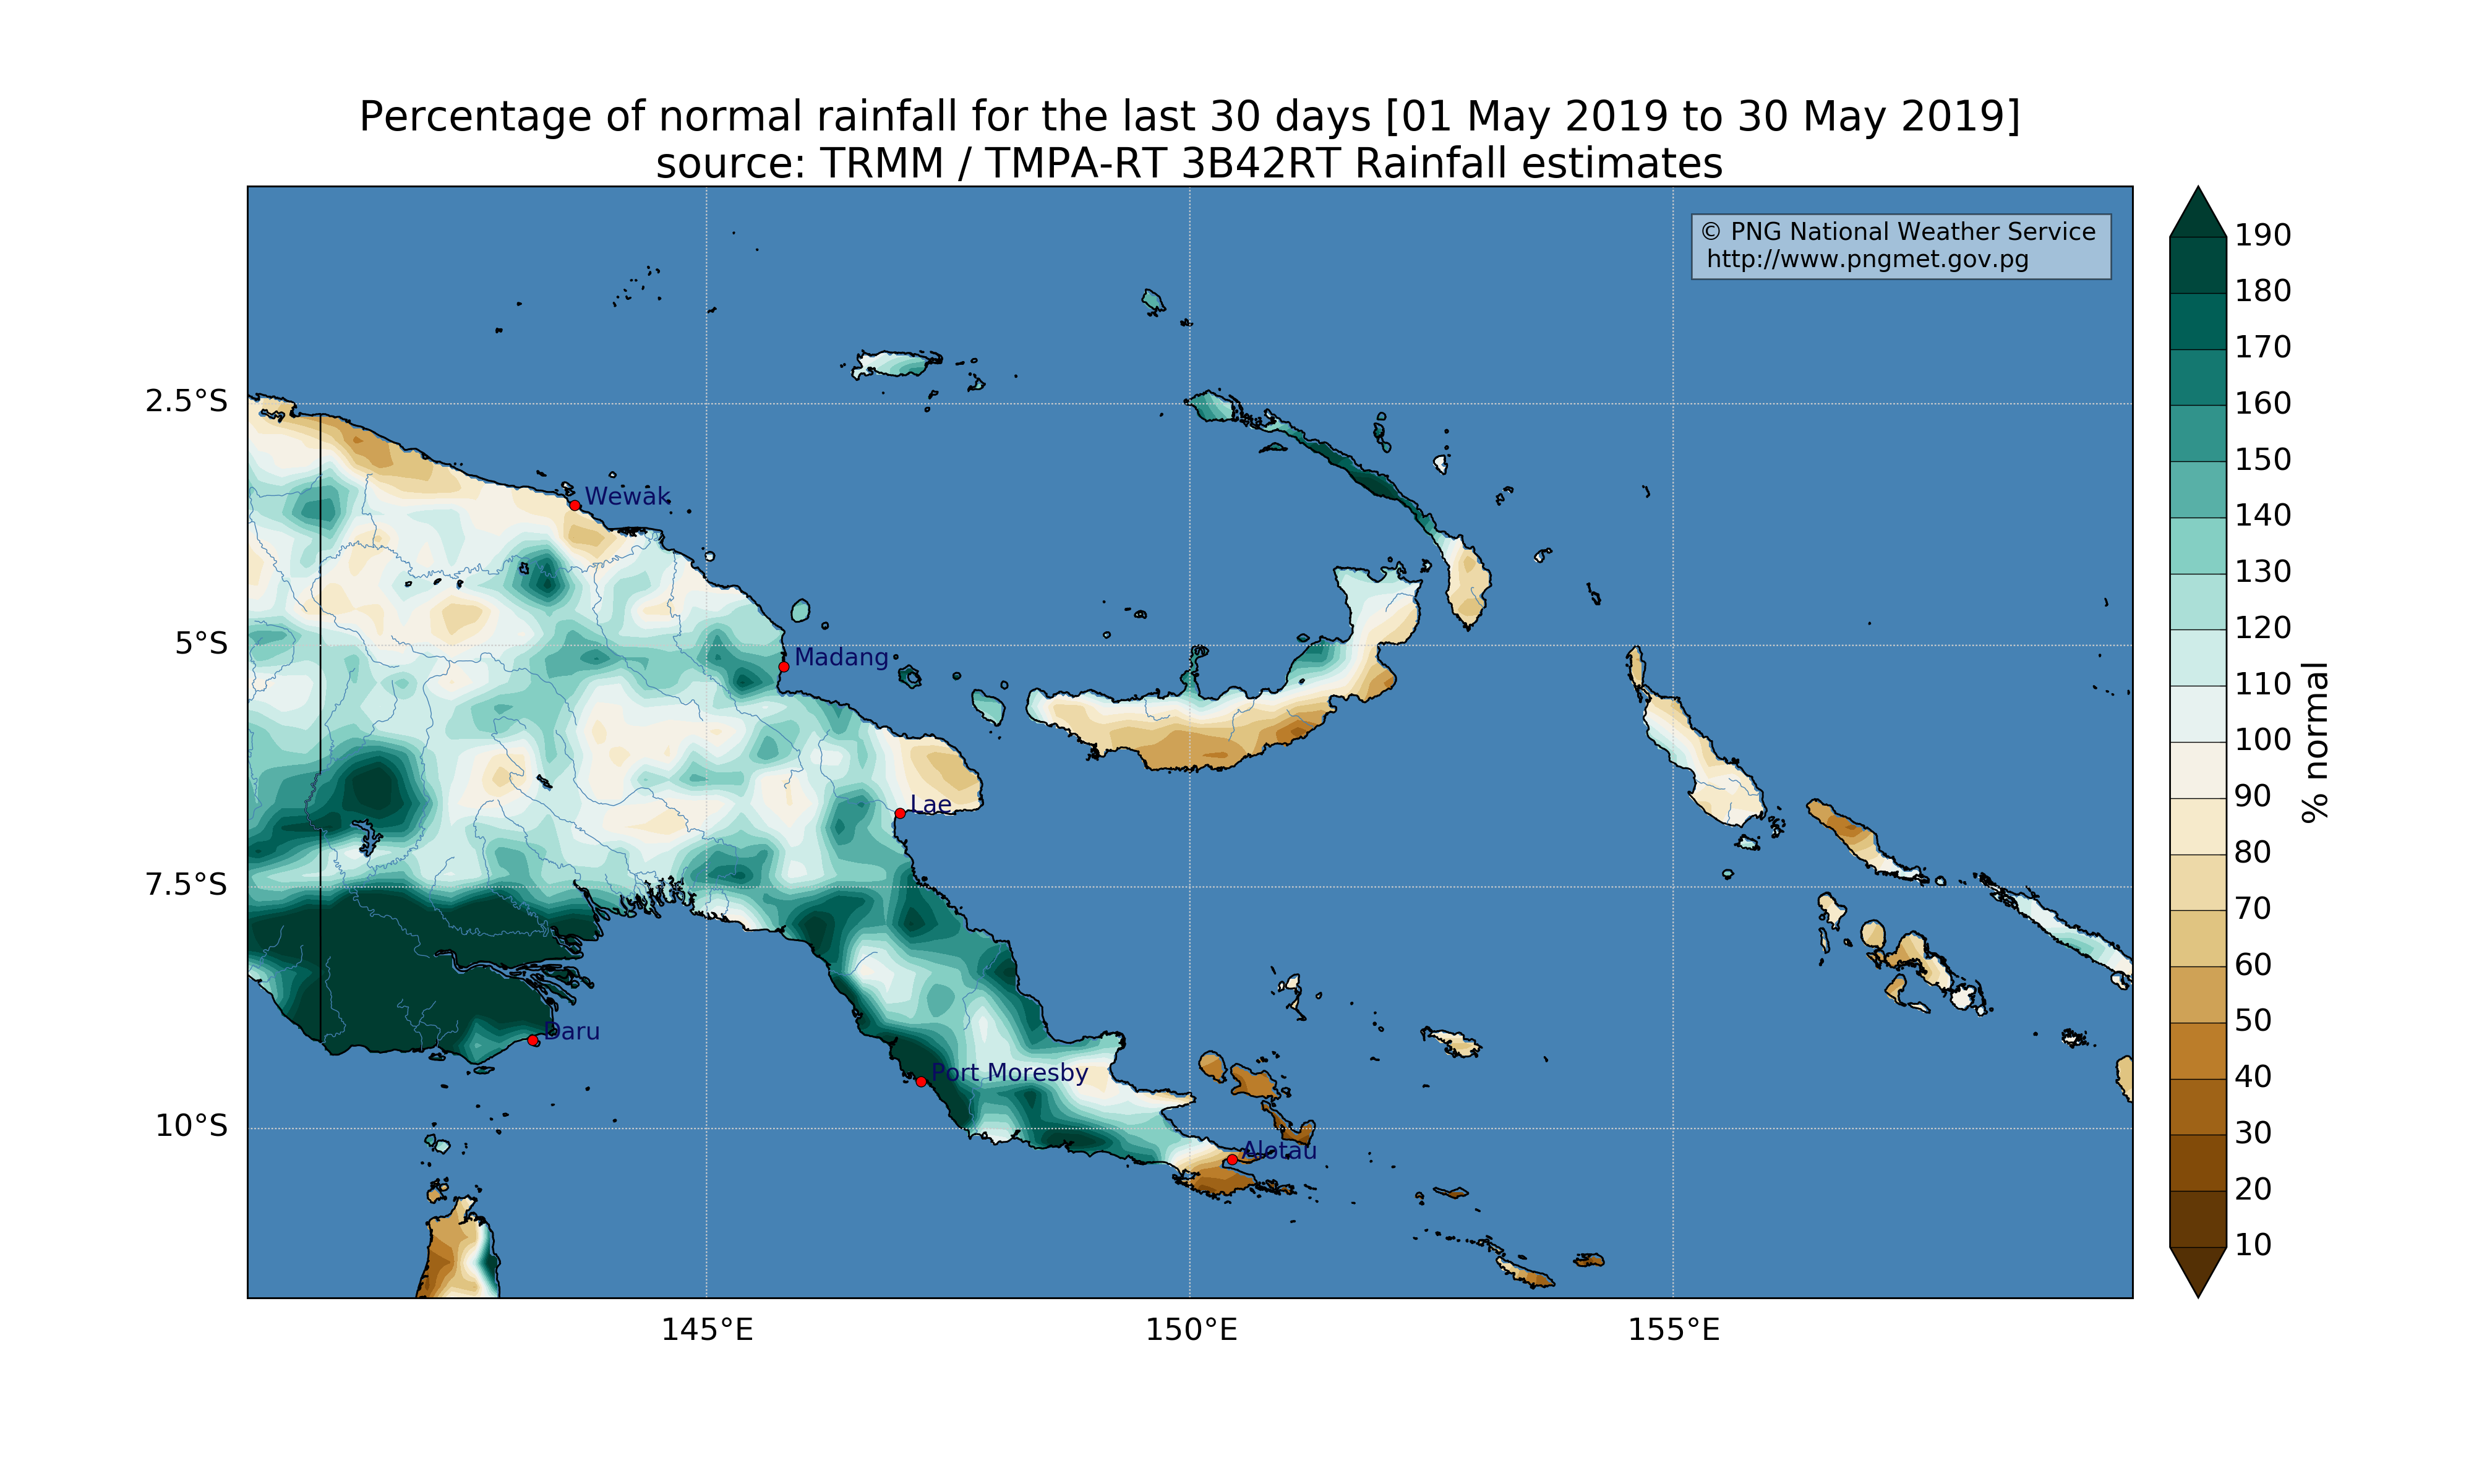 Percentage of normal rainfall for the last 30 days [01 May 2019 to 30 May 2019]
source: TRMM / TMPA-RT 3B42RT Rainfall estimates
© PNG National Weather Service
http://www.pngmet.gov.pg
190
180
170
160
150
140
130
120
110
100
90
80
70
60
50
40
30
20
10
% normal
2.5°S
5°S
7.5°S
10°S
Wewak
Madang
Lae
Daru
Port Moresby
Alotau
145°E
150°E
155°E